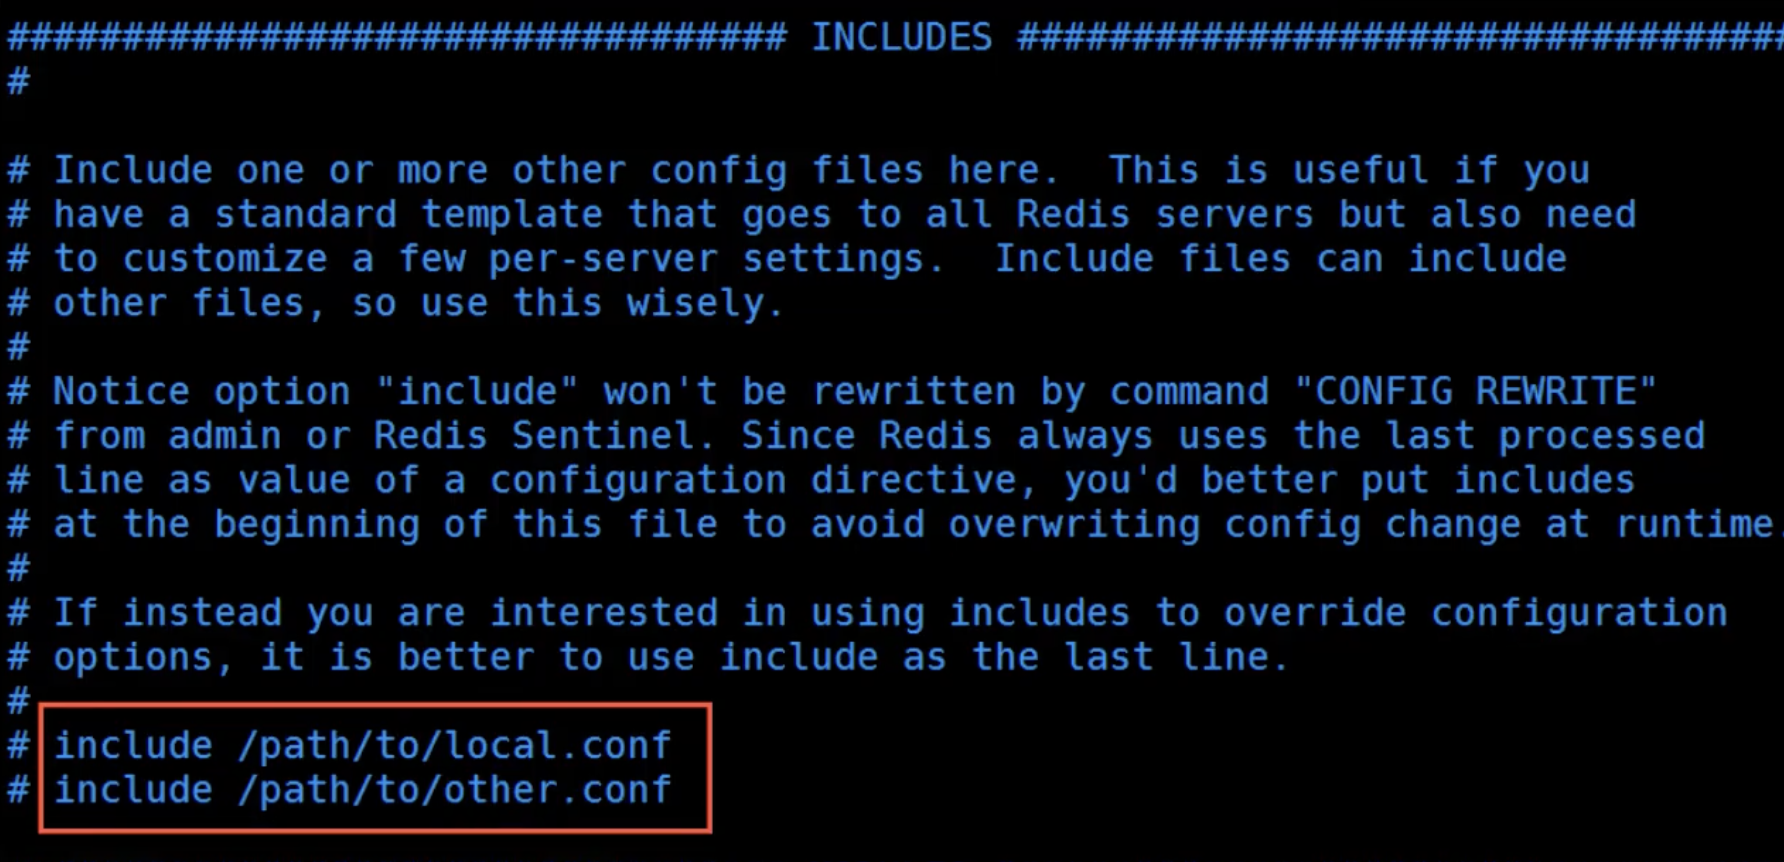 ################################## INCLUDES ##################################
#
# Include one or more other config files here.  This is useful if you
# have a standard template that goes to all Redis servers but also need
# to customize a few per-server settings.  Include files can include
# other files, so use this wisely.
#
# Notice option "include" won't be rewritten by command "CONFIG REWRITE"
# from admin or Redis Sentinel. Since Redis always uses the last processed
# line as value of a configuration directive, you'd better put includes
# at the beginning of this file to avoid overwriting config change at runtime.
#
# If instead you are interested in using includes to override configuration
# options, it is better to use include as the last line.
#
# include /path/to/local.conf
# include /path/to/other.conf